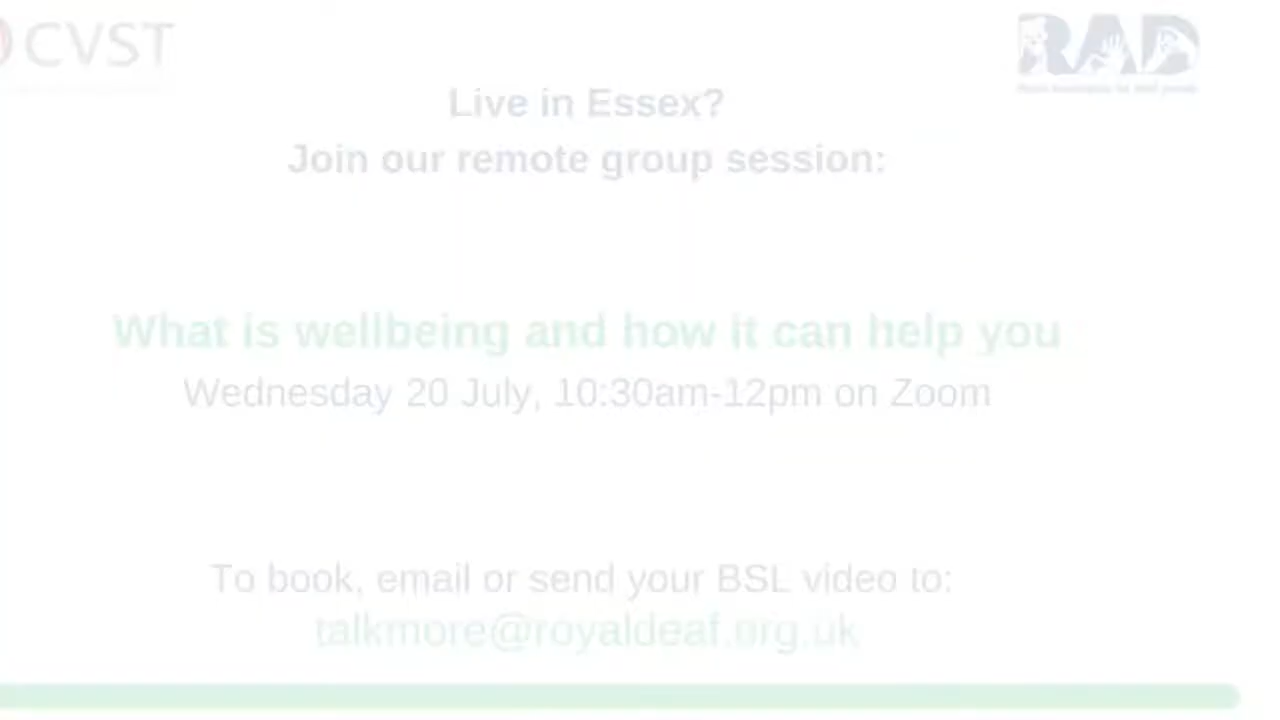 CVST
RAD
Live in Essex?
Join our remote group session:
What is wellbeing and how it can help you
Wednesday 20 July, 10:30am-12pm on Zoom
To book, email or send your BSL video to:
talkmore@royaldeaf.org.uk